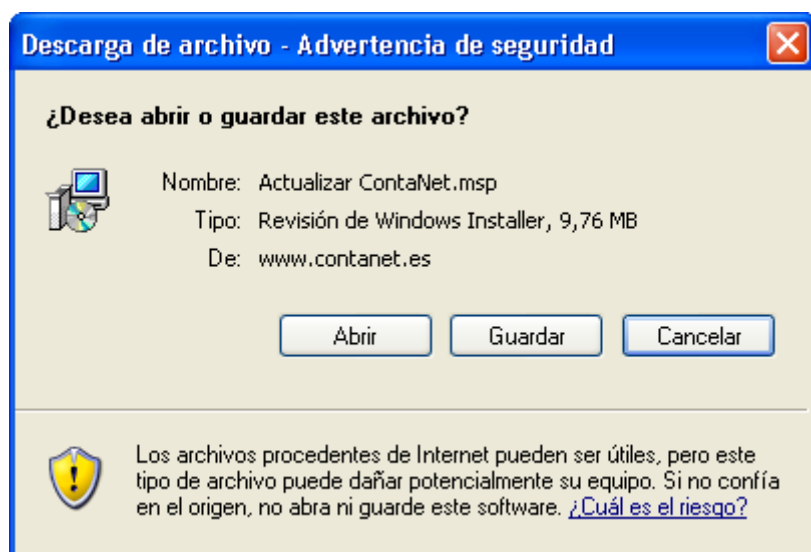 Descarga de archivo - Advertencia de seguridad
¿Desea abrir o guardar este archivo?
Nombre: Actualizar ContaNet.msp
Tipo: Revisión de Windows Installer, 9,76 MB
De: www.contanet.es
Abrir Guardar Cancelar
Los archivos procedentes de Internet pueden ser útiles, pero este
tipo de archivo puede dañar potencialmente su equipo. Si no confía
en el origen, no abra ni guarde este software. ¿Cuál es el riesgo?